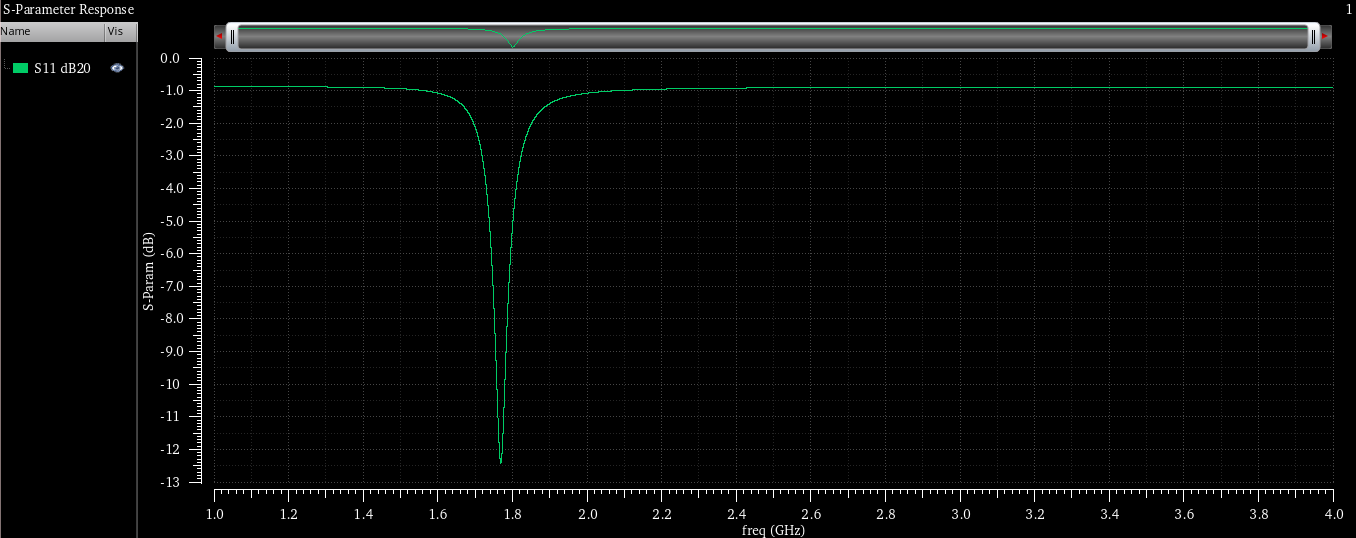 S-Parameter Response
1
Name Vis
S11 dB20
0.0
-1.0
-2.0
-3.0
-4.0
-5.0
-6.0
-7.0
-8.0
-9.0
-10
-11
-12
-13
S-Param (dB)
1.0 1.2 1.4 1.6 1.8 2.0 2.2 2.4 2.6 2.8 3.0 3.2 3.4 3.6 3.8 4.0
freq (GHz)